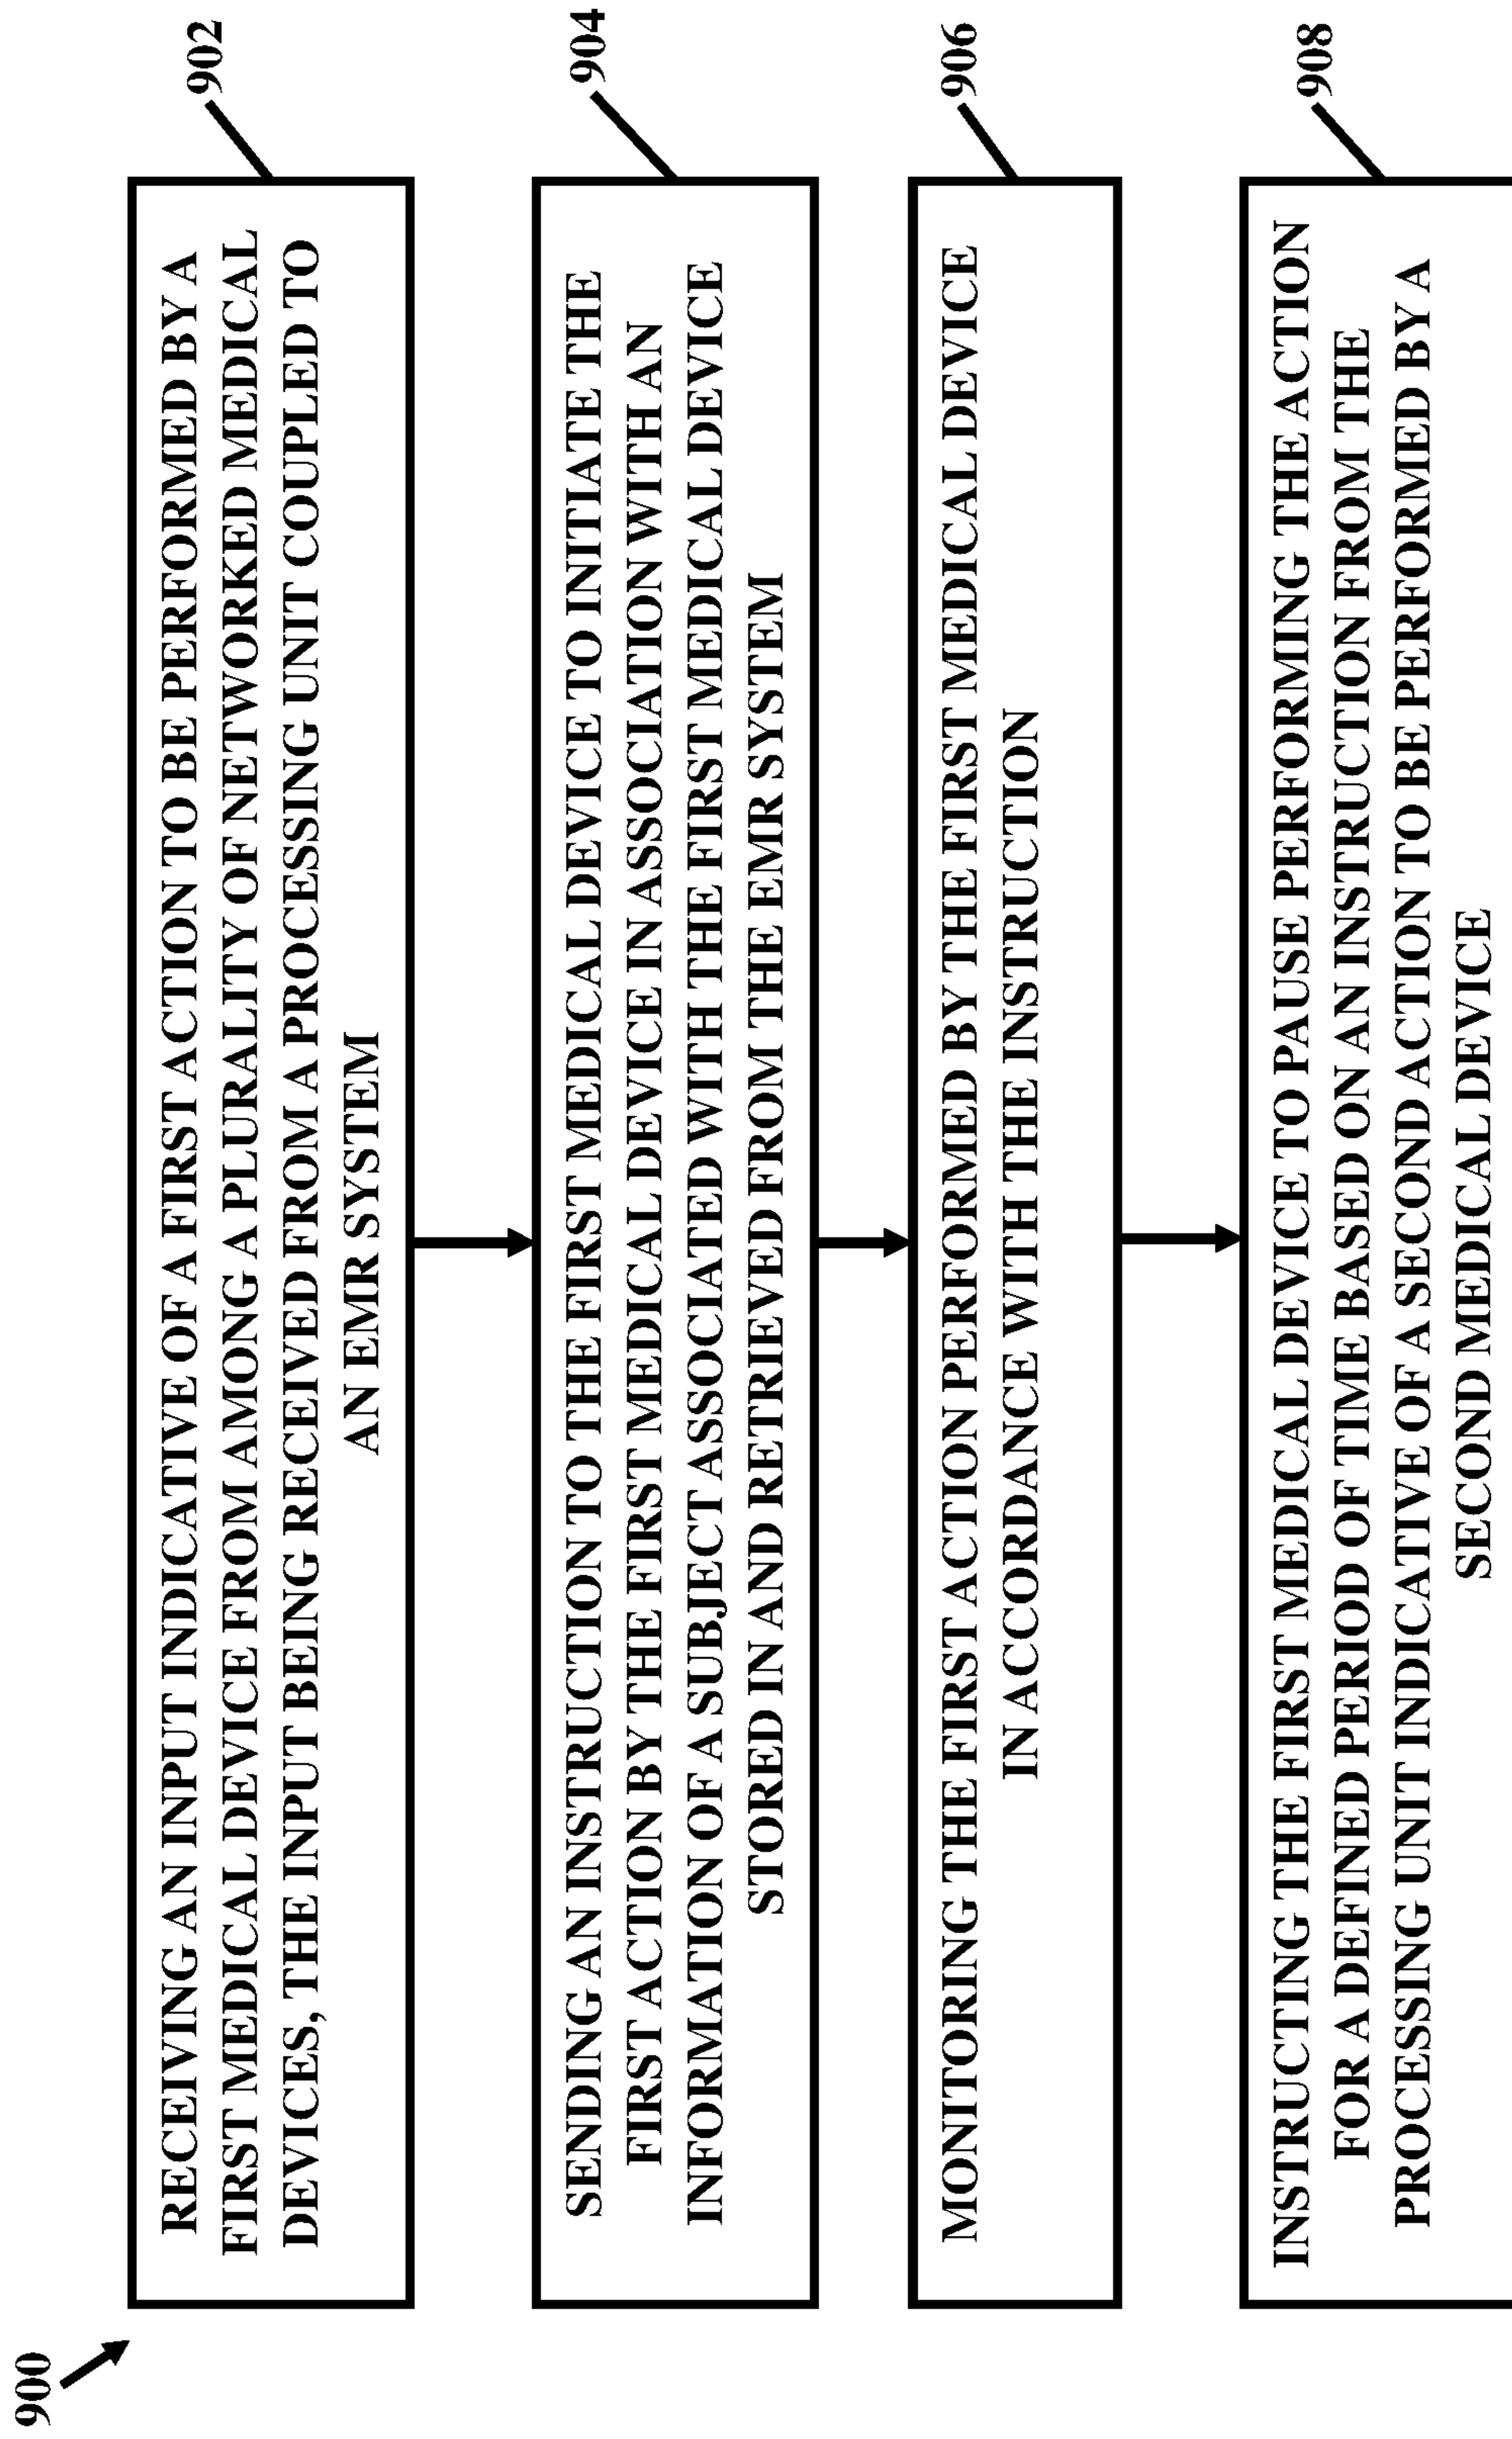 900
902
RECEIVING AN INPUT INDICATIVE OF A FIRST ACTION TO BE PERFORMED BY A
FIRST MEDICAL DEVICE FROM AMONG A PLURALITY OF NETWORKED MEDICAL
DEVICES, THE INPUT BEING RECEIVED FROM A PROCESSING UNIT COUPLED TO
AN EMR SYSTEM
904
SENDING AN INSTRUCTION TO THE FIRST MEDICAL DEVICE TO INITIATE THE
FIRST ACTION BY THE FIRST MEDICAL DEVICE IN ASSOCIATION WITH AN
INFORMATION OF A SUBJECT ASSOCIATED WITH THE FIRST MEDICAL DEVICE
STORED IN AND RETRIEVED FROM THE EMR SYSTEM
906
MONITORING THE FIRST ACTION PERFORMED BY THE FIRST MEDICAL DEVICE
IN ACCORDANCE WITH THE INSTRUCTION
908
INSTRUCTING THE FIRST MEDICAL DEVICE TO PAUSE PERFORMING THE ACTION
FOR A DEFINED PERIOD OF TIME BASED ON AN INSTRUCTION FROM THE
PROCESSING UNIT INDICATIVE OF A SECOND ACTION TO BE PERFORMED BY A
SECOND MEDICAL DEVICE